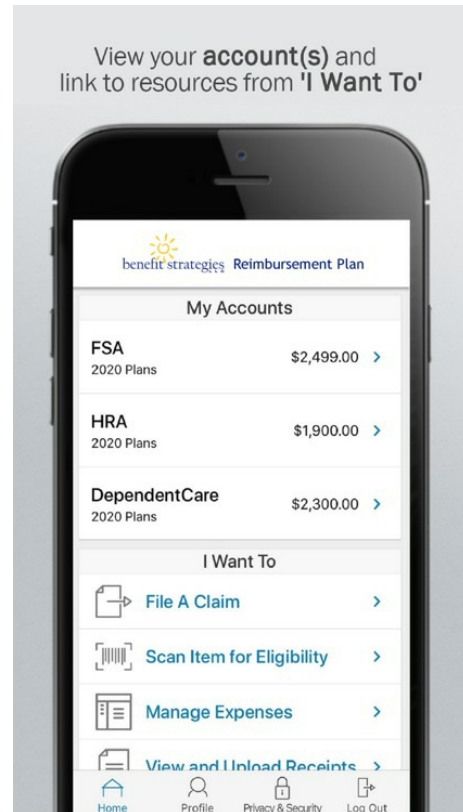 View your account(s) and
link to resources from 'I Want To'
benefit strategies Reimbursement Plan
My Accounts
FSA
2020 Plans
$2,499.00
HRA
2020 Plans
$1,900.00
DependentCare
2020 Plans
$2,300.00
I Want To
File A Claim
Scan Item for Eligibility
Manage Expenses
View and Upload Receipts
Home Profile Privacy & Security Log Out